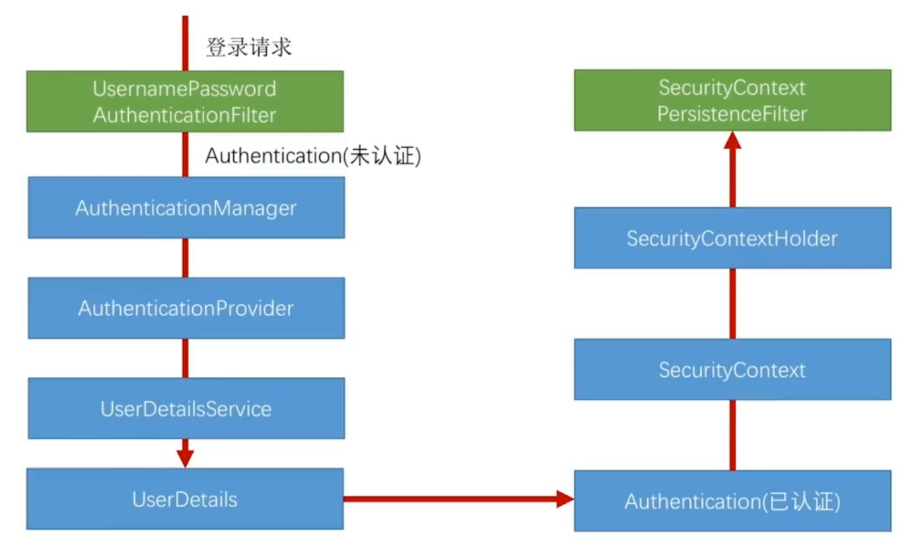 登录请求
UsernamePassword
AuthenticationFilter
Authentication(未认证)
AuthenticationManager
AuthenticationProvider
UserDetailsService
UserDetails
SecurityContext
PersistenceFilter
SecurityContextHolder
SecurityContext
Authentication(已认证)